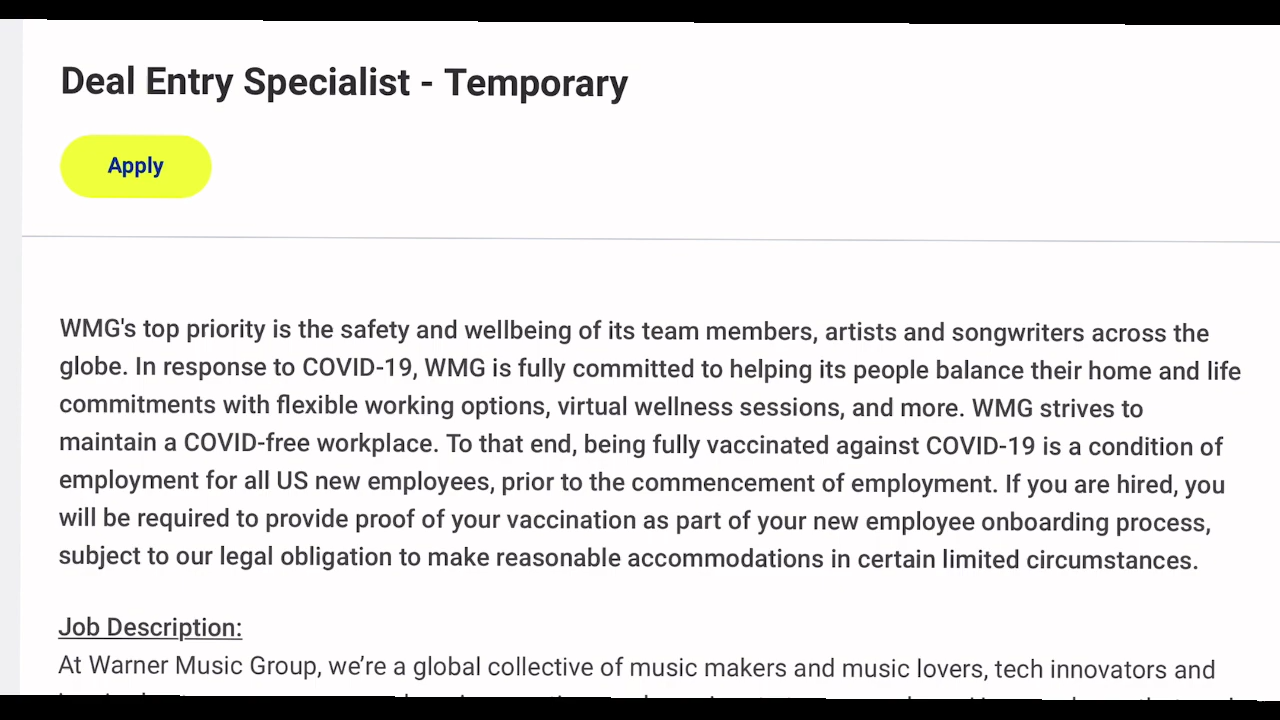 Deal Entry Specialist - Temporary
Apply
WMG's top priority is the safety and wellbeing of its team members, artists and songwriters across the
globe. In response to COVID-19, WMG is fully committed to helping its people balance their home and life
commitments with flexible working options, virtual wellness sessions, and more. WMG strives to
maintain a COVID-free workplace. To that end, being fully vaccinated against COVID-19 is a condition of
employment for all US new employees, prior to the commencement of employment. If you are hired, you
will be required to provide proof of your vaccination as part of your new employee onboarding process,
subject to our legal obligation to make reasonable accommodations in certain limited circumstances.
Job Description:
At Warner Music Group, we’re a global collective of music makers and music lovers, tech innovators and